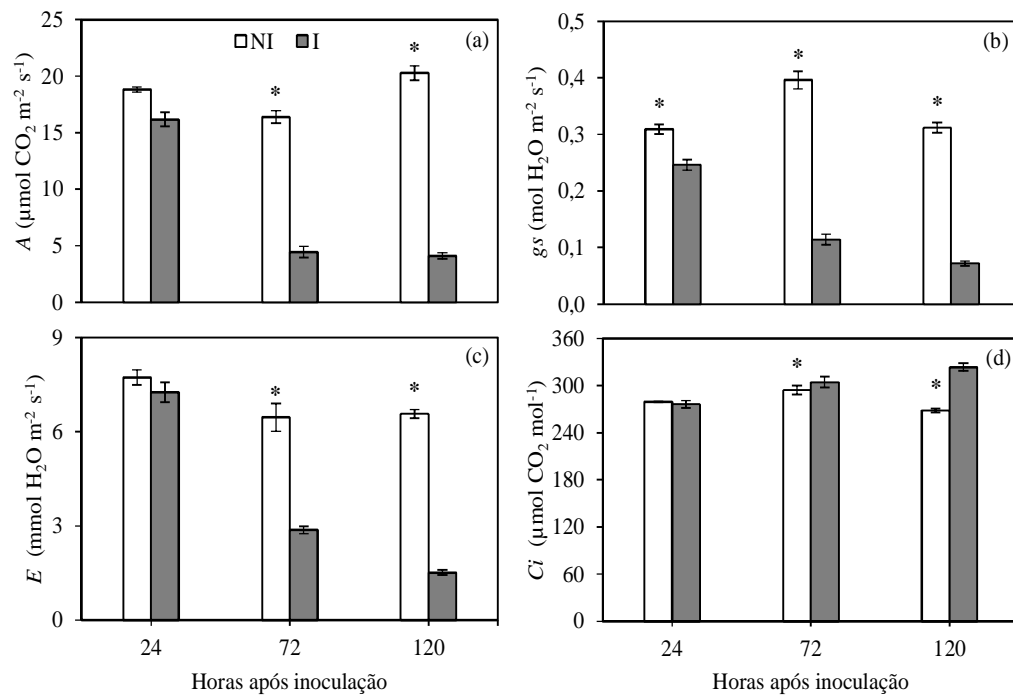 NI I
(a)
A (µmol CO2 m-2 s-1)
25
20
15
10
5
0
*
*
(b)
gs (mol H2O m-2 s-1)
0,5
0,4
0,3
0,2
0,1
0,0
*
*
*
(c)
E (mmol H2O m-2 s-1)
9
6
3
0
*
*
24 72 120
Horas após inoculação
(d)
Ci (µmol CO2 mol-1)
360
300
240
180
120
60
0
*
*
24 72 120
Horas após inoculação